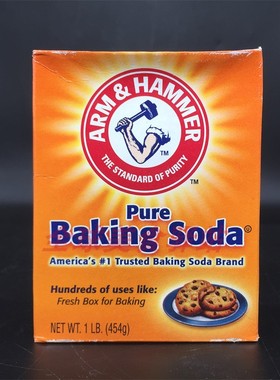 ARM & HAMMER
THE STANDARD OF PURITY
TM
TM
Pure
Baking Soda®
America's #1 Trusted Baking Soda Brand
Hundreds of uses like:
Fresh Box for Baking
NET WT. 1 LB. (454g)